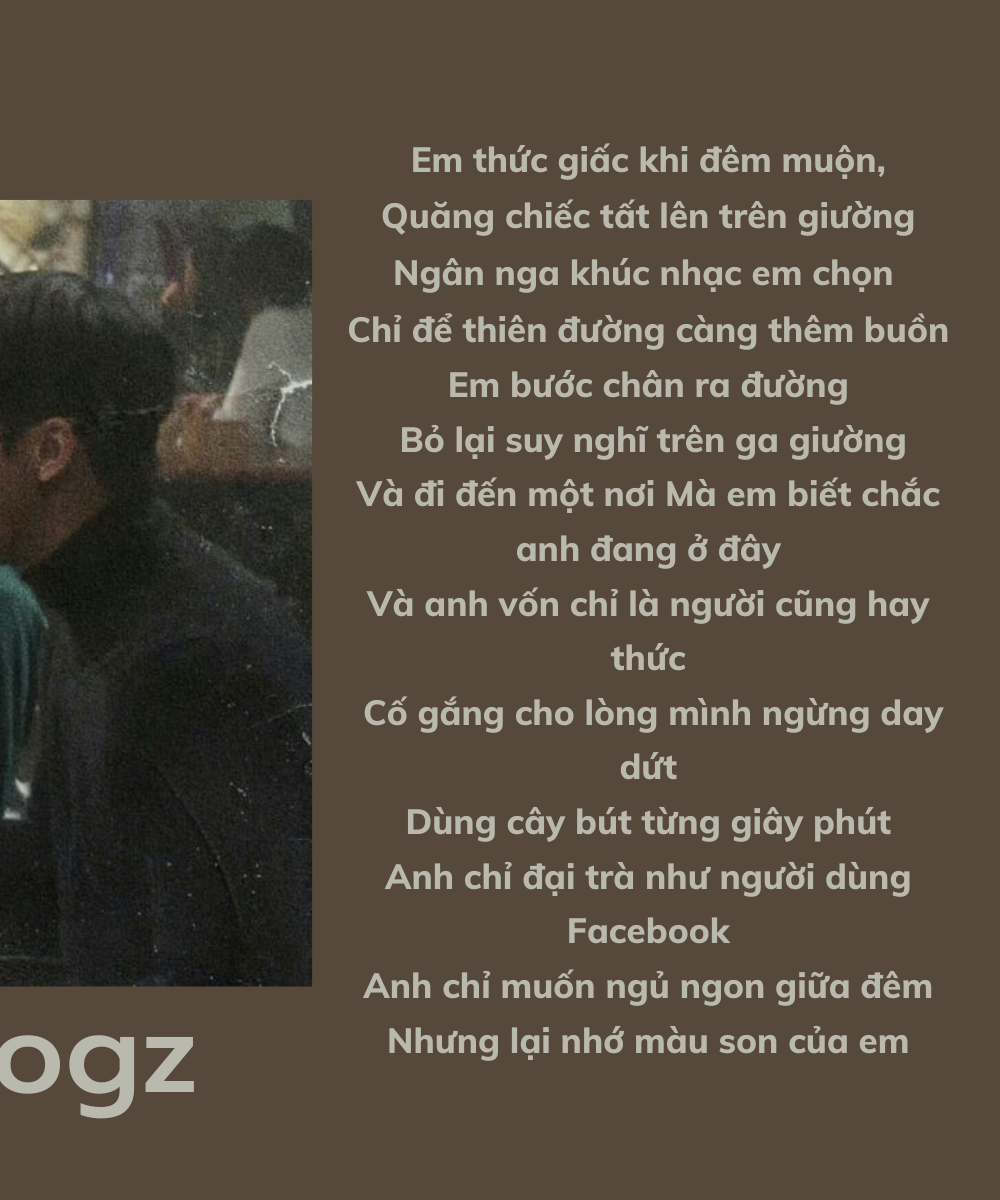 Em thức giấc khi đêm muộn,
Quăng chiếc tất lên trên giường
Ngân nga khúc nhạc em chọn
Chỉ để thiên đường càng thêm buồn
Em bước chân ra đường
Bỏ lại suy nghĩ trên ga giường
Và đi đến một nơi Mà em biết chắc
anh đang ở đây
Và anh vốn chỉ là người cũng hay
thức
Cố gắng cho lòng mình ngừng day
dứt
Dùng cây bút từng giây phút
Anh chỉ đại trà như người dùng
Facebook
Anh chỉ muốn ngủ ngon giữa đêm
Nhưng lại nhớ màu son của em
ogz